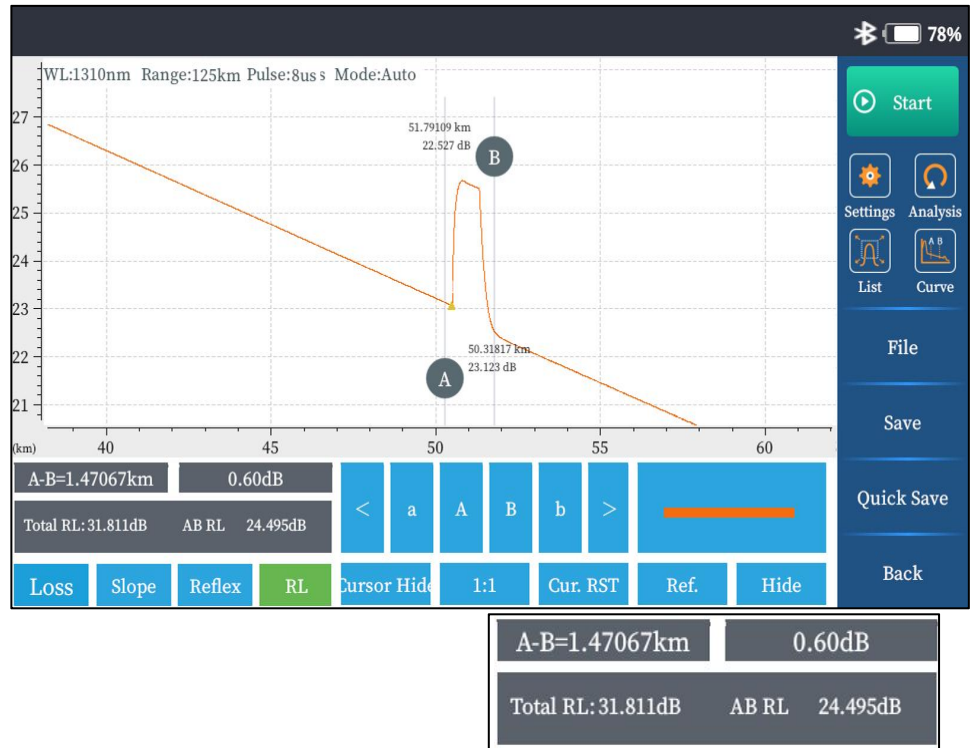 78%
WL:1310nm Range:125km Pulse:8us s Mode:Auto
Start
27
51.79109 km
22.527 dB
B
26
Settings Analysis
25
A B
24
List Curve
23
File
50.31817 km
23.123 dB
22
A
21
Save
(km) 40 45 50 55 60
A-B=1.47067km 0.60dB
< a A B b >
Quick Save
Total RL: 31.811dB AB RL 24.495dB
Back
Loss Slope Reflex RL Cursor Hide 1:1 Cur. RST Ref. Hide
A-B=1.47067km 0.60dB
Total RL: 31.811dB AB RL 24.495dB